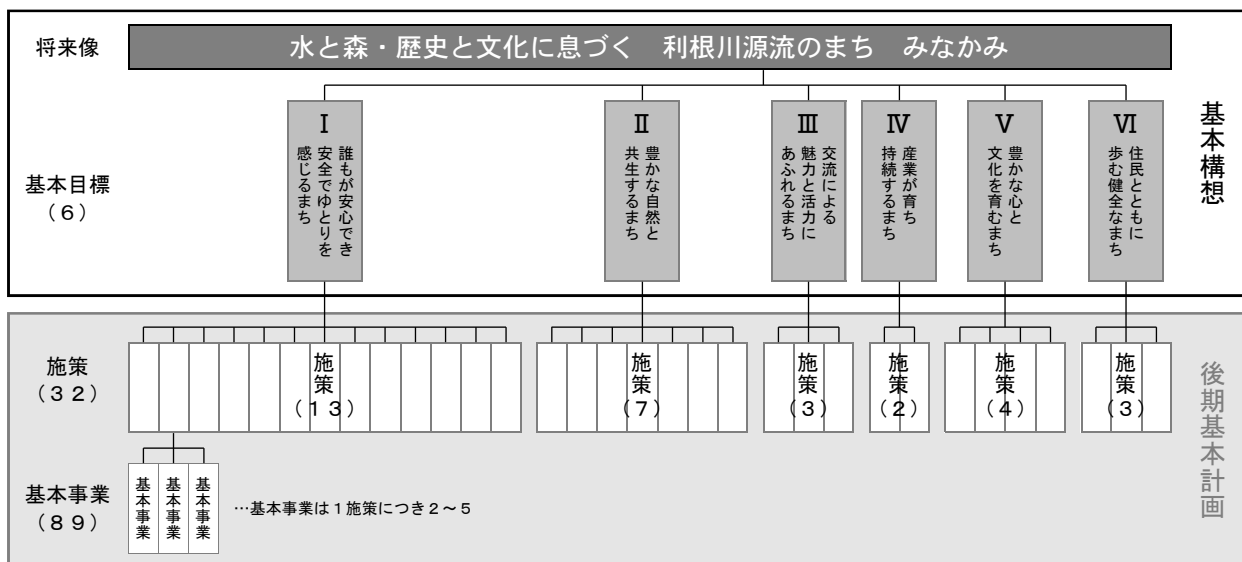 将来像
水と森・歴史と文化に息づく　利根川源流のまち　みなかみ
基本構想
基本目標
（６）
Ⅰ
誰もが安心でき
安全でゆとりを
感じるまち
Ⅱ
豊かな自然と
共生するまち
Ⅲ
交流による
魅力と活力に
あふれるまち
Ⅳ
産業が育ち
持続するまち
Ⅴ
豊かな心と
文化を育むまち
Ⅵ
住民とともに
歩む健全なまち
後期基本計画
施策
（３２）
施策
（１３）
施策
（７）
施策
（３）
施策
（２）
施策
（４）
施策
（３）
基本事業
（８９）
基本事業
基本事業
基本事業
…基本事業は１施策につき２～５